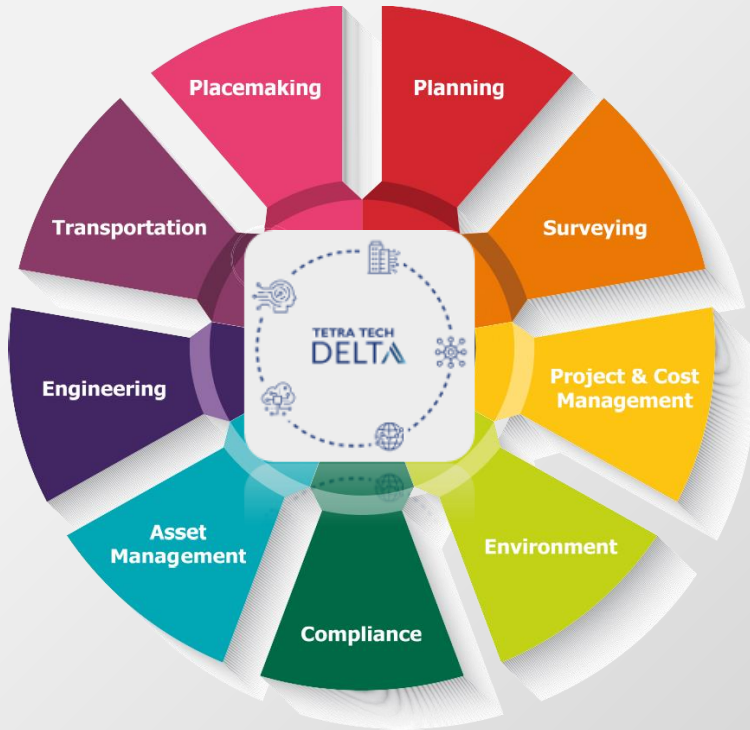 Placemaking
Planning
Transportation
Surveying
TETRA TECH
DELTA
Engineering
Project & Cost
Management
Asset
Management
Environment
Compliance